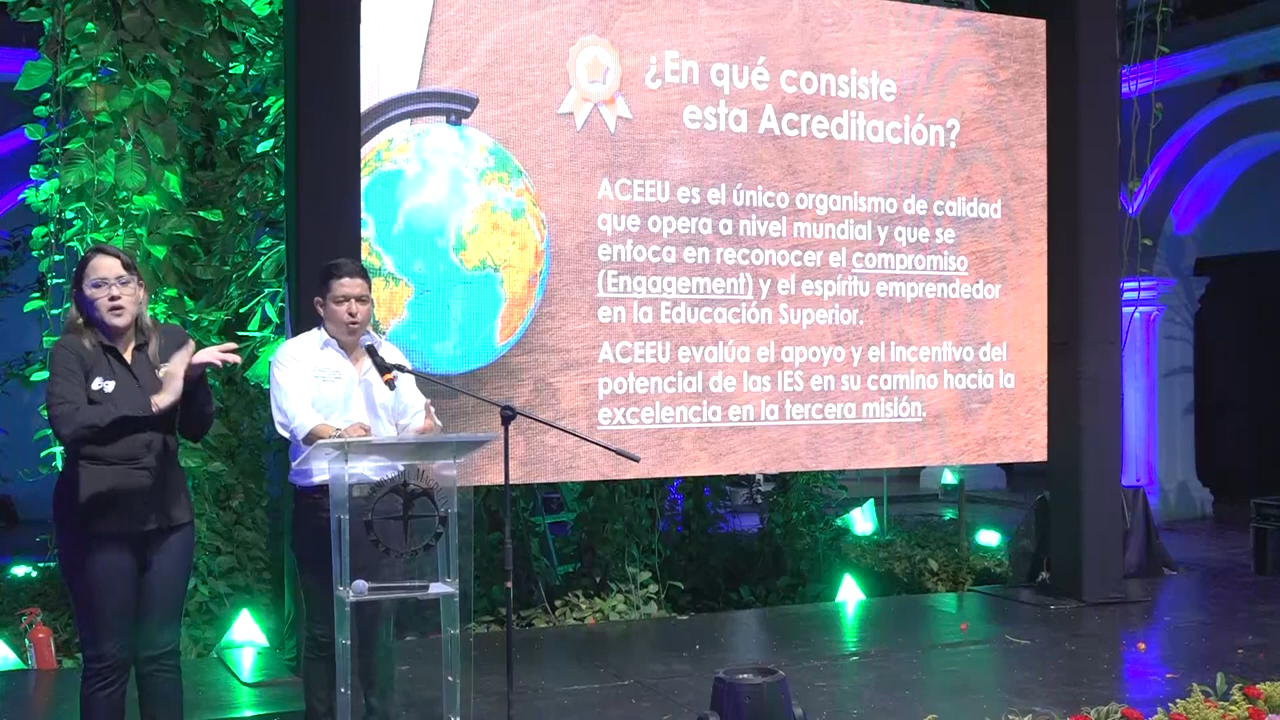 ¿En qué consiste
esta Acreditación?
ACEEU es el único organismo de calidad
que opera a nivel mundial y que se
enfoca en reconocer el compromiso
(Engagement) y el espíritu emprendedor
en la Educación Superior.
ACEEU evalúa el apoyo y el incentivo del
potencial de las IES en su camino hacia la
excelencia en la tercera misión.